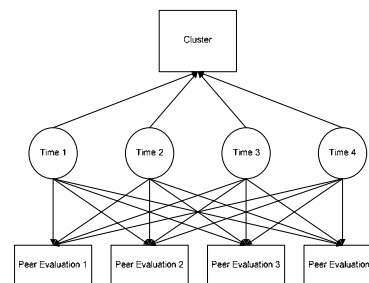 Cluster
Time 1
Time 2
Time 3
Time 4
Peer Evaluation 1
Peer Evaluation 2
Peer Evaluation 3
Peer Evaluation